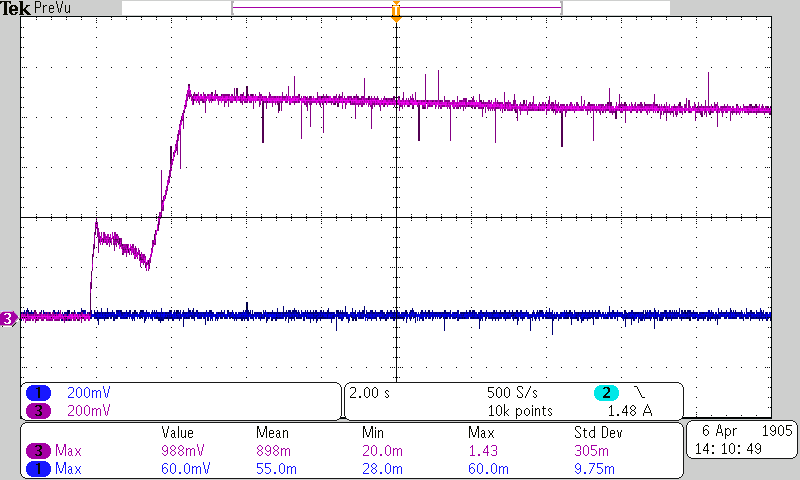 Tek PreVu
T
3
1 200mV
3 200mV
2.00 s 500 S/s 2
10k points 1.48 A
Value Mean Min Max Std Dev
3 Max 988mV 898m 20.0m 1.43 305m
1 Max 60.0mV 55.0m 28.0m 60.0m 9.75m
6 Apr 1905
14:10:49